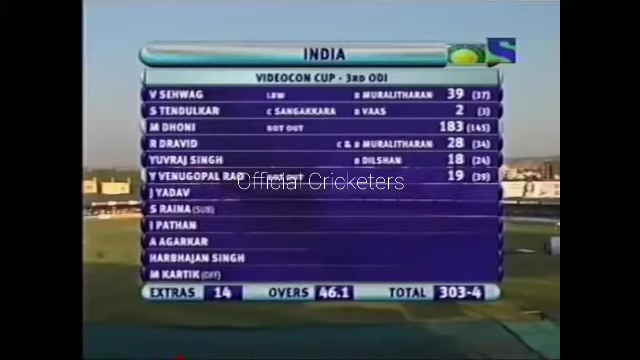 INDIA
VIDEOCON CUP - 3RD ODI
V SEHWAG LBW B MURALITHARAN 39 (37)
S TENDULKAR C SANGAKKARA B VAAS 2 (3)
M DHONI NOT OUT 183 (145)
R DRAVID C & B MURALITHARAN 28 (34)
YUVRAJ SINGH B DILSHAN 18 (24)
Y VENUGOPAL RAO NOT OUT 19 (39)
Official Cricketers
J YADAV
S RAINA (SUB)
I PATHAN
A AGARKAR
HARBHAJAN SINGH
M KARTIK (OFF)
EXTRAS 14 OVERS 46.1 TOTAL 303-4